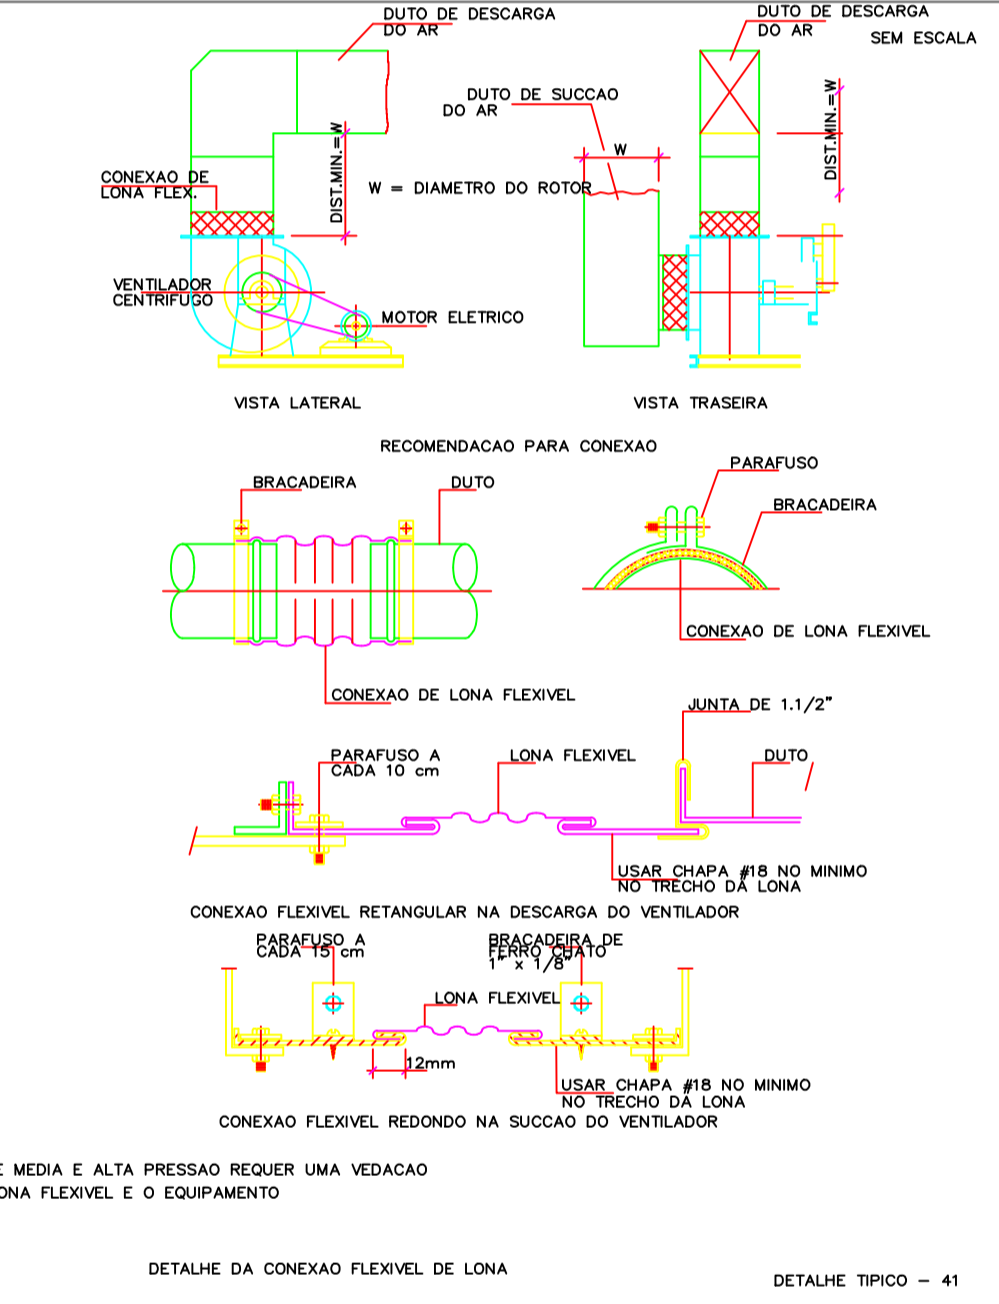 DUTO DE DESCARGA
DO AR
DUTO DE DESCARGA
DO AR
SEM ESCALA
DUTO DE SUCCAO
DO AR
W
DIST.MIN.=W
DIST.MIN.=W
CONEXAO DE
LONA FLEX.
W = DIAMETRO DO ROTOR
VENTILADOR
CENTRIFUGO
MOTOR ELETRICO
VISTA LATERAL
VISTA TRASEIRA
RECOMENDACAO PARA CONEXAO
BRACADEIRA
DUTO
PARAFUSO
BRACADEIRA
CONEXAO DE LONA FLEXIVEL
CONEXAO DE LONA FLEXIVEL
JUNTA DE 1.1/2"
PARAFUSO A
CADA 10 cm
LONA FLEXIVEL
DUTO
USAR CHAPA #18 NO MINIMO
NO TRECHO DA LONA
CONEXAO FLEXIVEL RETANGULAR NA DESCARGA DO VENTILADOR
PARAFUSO A
CADA 15 cm
BRACADEIRA DE
FERRO CHATO
1" x 1/8"
LONA FLEXIVEL
12mm
USAR CHAPA #18 NO MINIMO
NO TRECHO DA LONA
CONEXAO FLEXIVEL REDONDO NA SUCCAO DO VENTILADOR
E MEDIA E ALTA PRESSAO REQUER UMA VEDACAO
ONA FLEXIVEL E O EQUIPAMENTO
DETALHE DA CONEXAO FLEXIVEL DE LONA
DETALHE TIPICO – 41